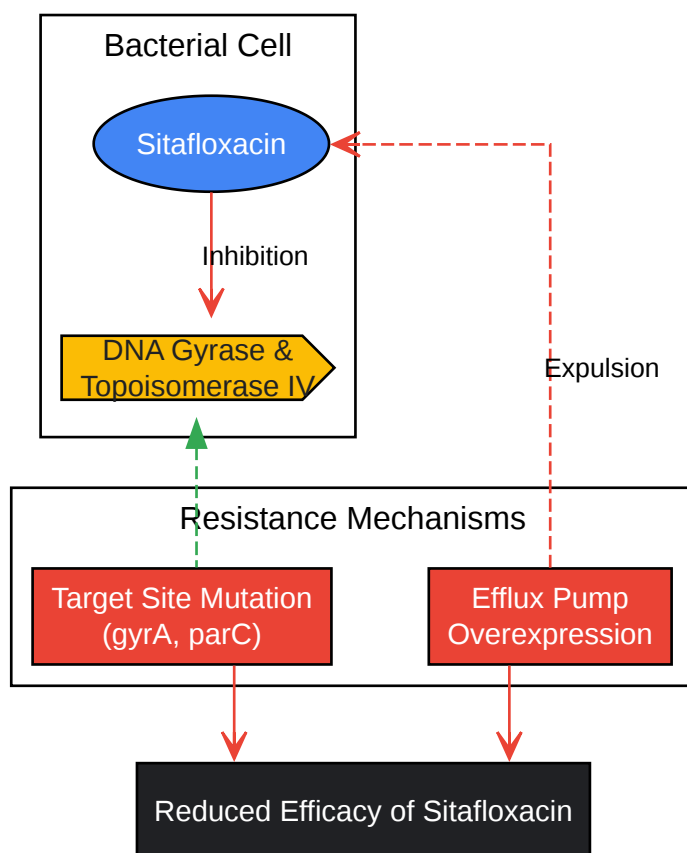 Bacterial Cell
Sitafloxacin
Inhibition
DNA Gyrase &
Topoisomerase IV
Expulsion
Resistance Mechanisms
Target Site Mutation
(gyrA, parC)
Efflux Pump
Overexpression
Reduced Efficacy of Sitafloxacin